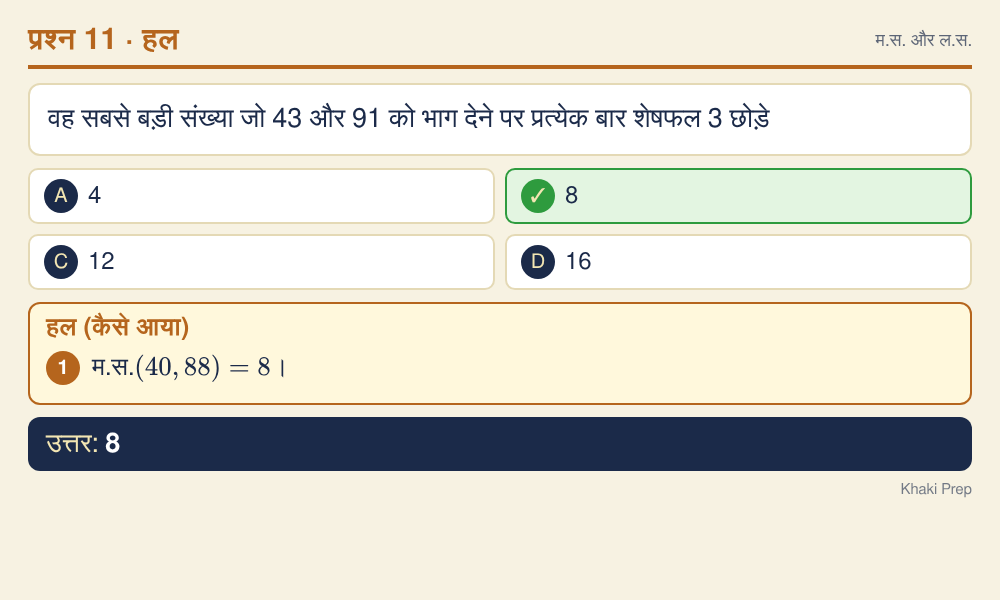 प्रश्न 11 · हल
म.स. और ल.स.
वह सबसे बड़ी संख्या जो 43 और 91 को भाग देने पर प्रत्येक बार शेषफल 3 छोड़े
A 4
✓ 8
C 12
D 16
हल (कैसे आया)
1 म.स.(40, 88) = 8।
उत्तर: 8
Khaki Prep